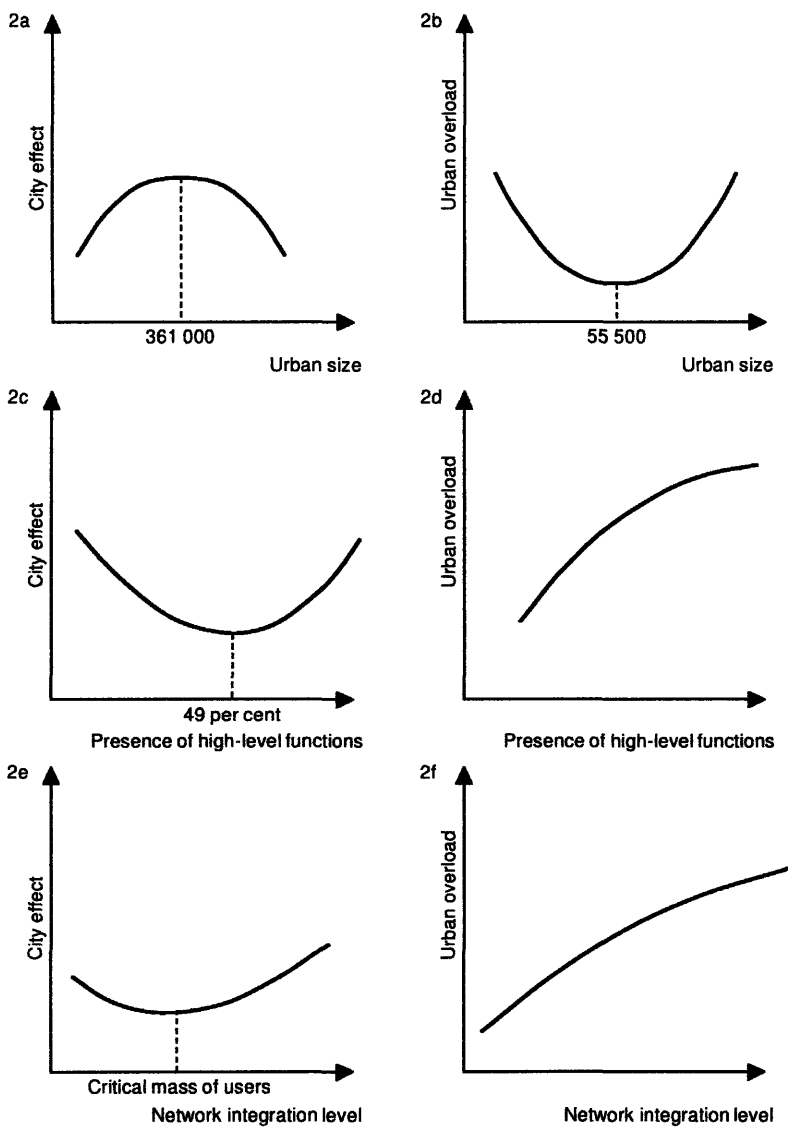 2a
City effect
361 000
Urban size
2b
Urban overload
55 500
Urban size
2c
City effect
49 per cent
Presence of high-level functions
2d
Urban overload
Presence of high-level functions
2e
City effect
Critical mass of users
Network integration level
2f
Urban overload
Network integration level